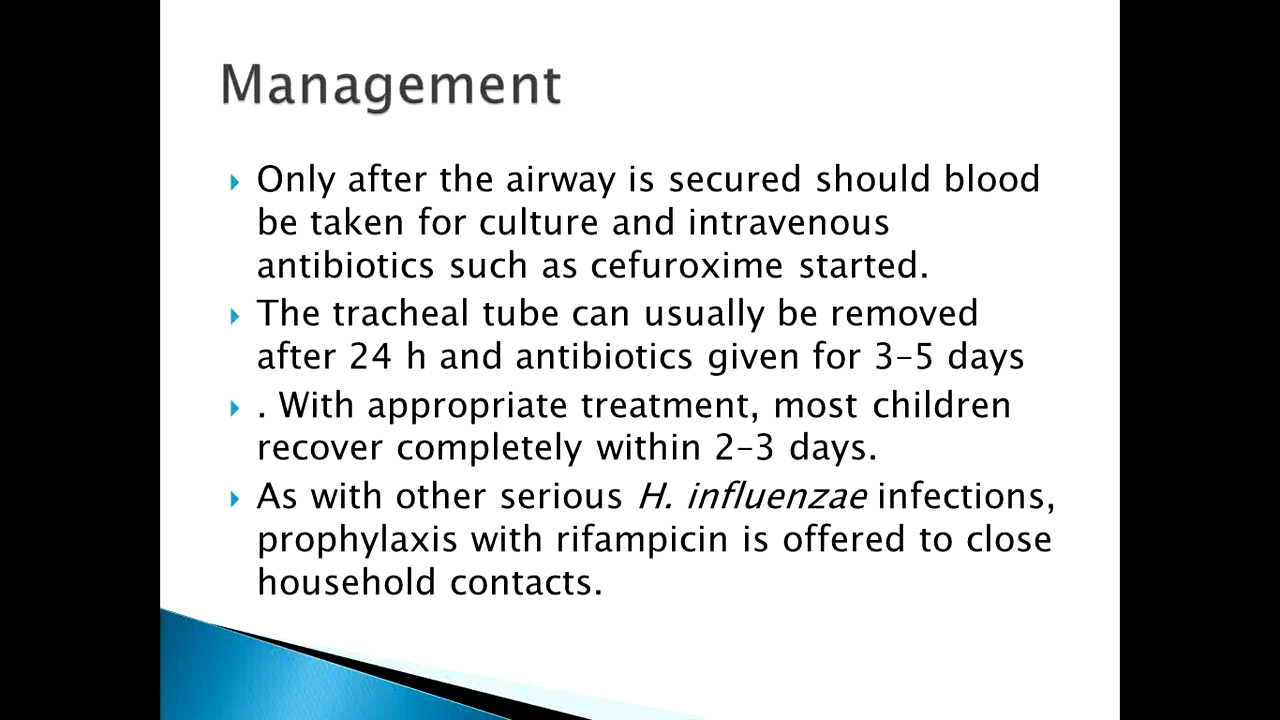 Management
Only after the airway is secured should blood
be taken for culture and intravenous
antibiotics such as cefuroxime started.
The tracheal tube can usually be removed
after 24 h and antibiotics given for 3–5 days
. With appropriate treatment, most children
recover completely within 2–3 days.
As with other serious H. influenzae infections,
prophylaxis with rifampicin is offered to close
household contacts.